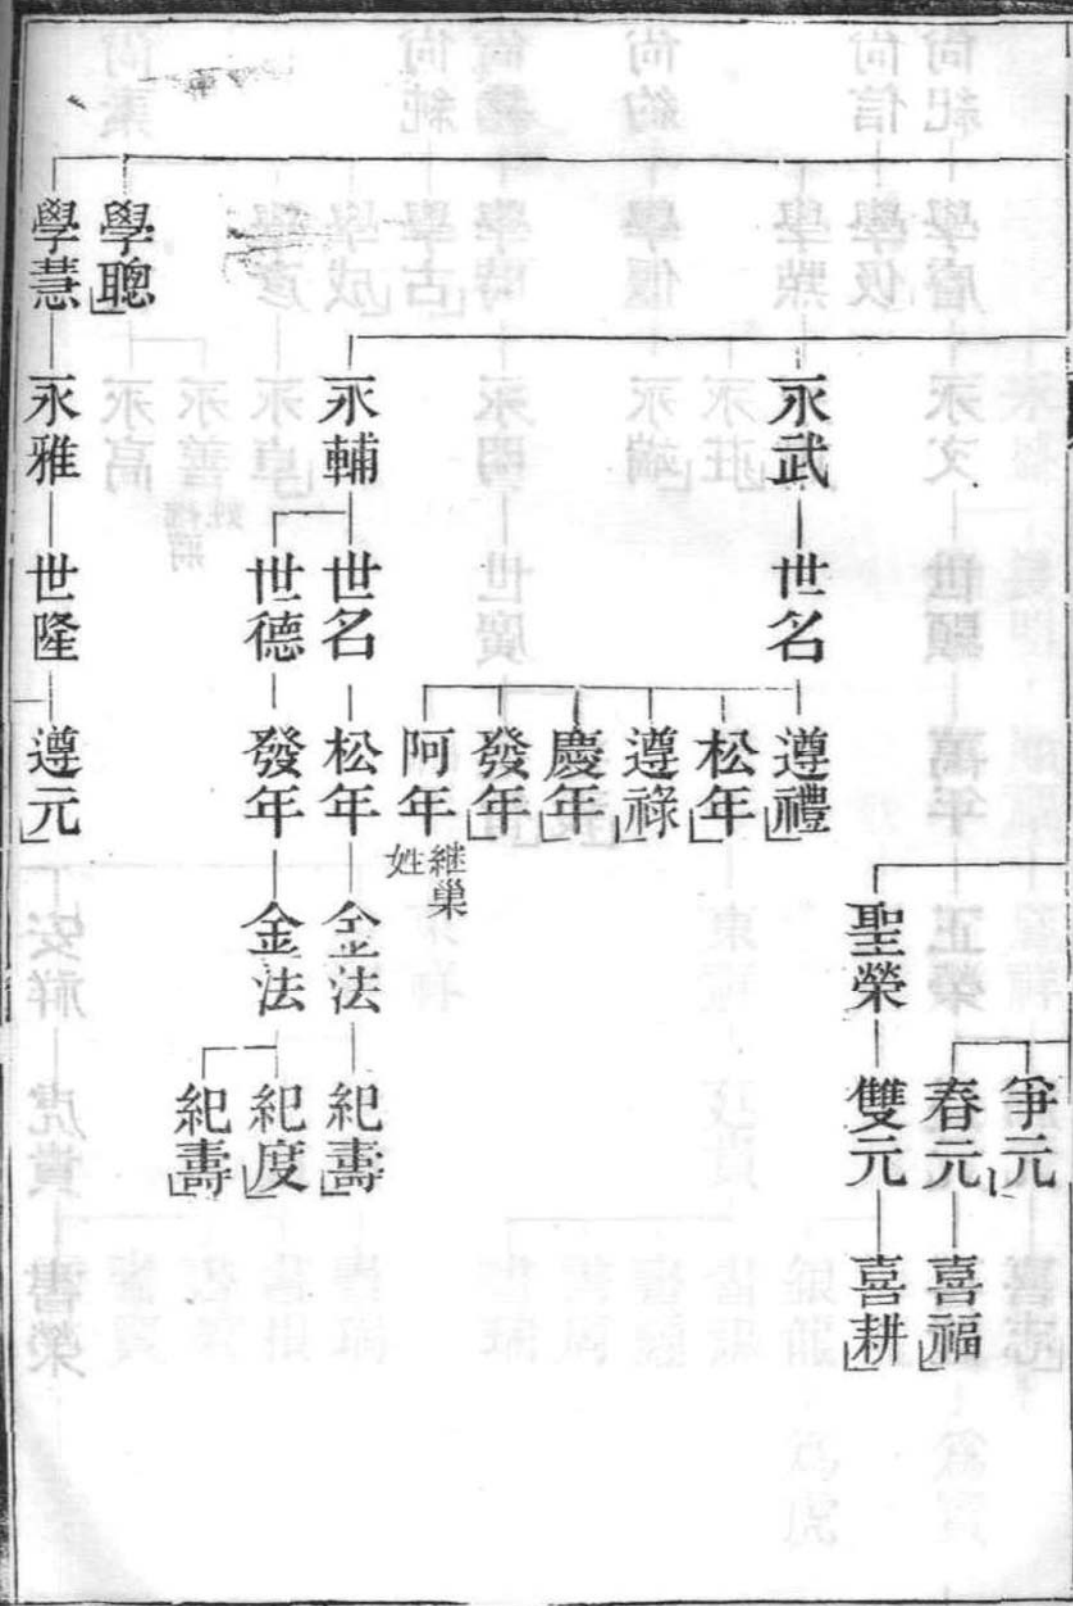 爭元
春元
喜福
聖榮
雙元
喜耕
永武
世名
遵禮
松年
遵祿
慶年
發年
阿年
継巢
姓
永輔
世名
松年
金法
紀壽
世德
發年
金法
紀度
紀壽
學聰
學慧
永雅
世隆
遵元